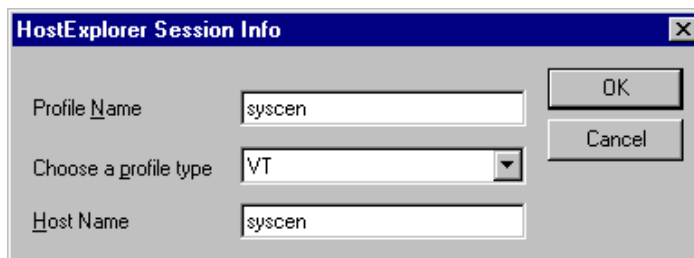 HostExplorer Session Info
Profile Name syscen OK
Choose a profile type VT Cancel
Host Name syscen